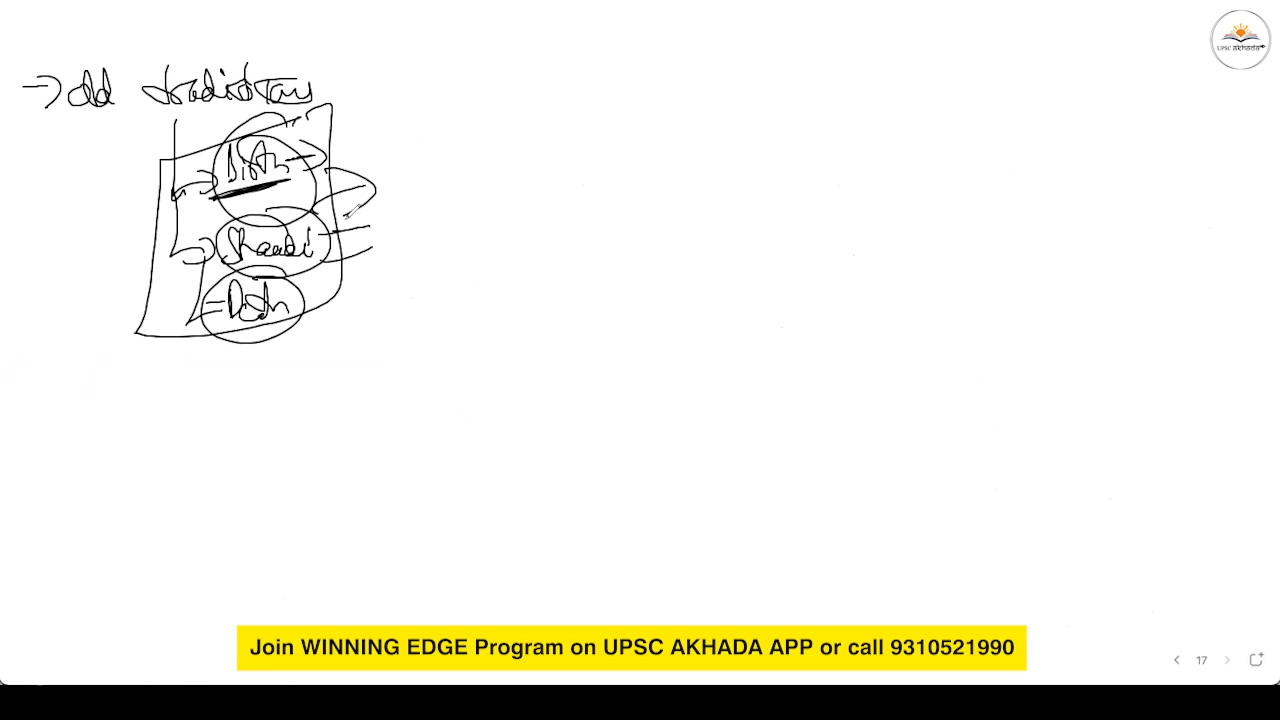 UPSC akhada
→ old traditions
Birth
Shaadi
Death
Join WINNING EDGE Program on UPSC AKHADA APP or call 9310521990
< 17 >